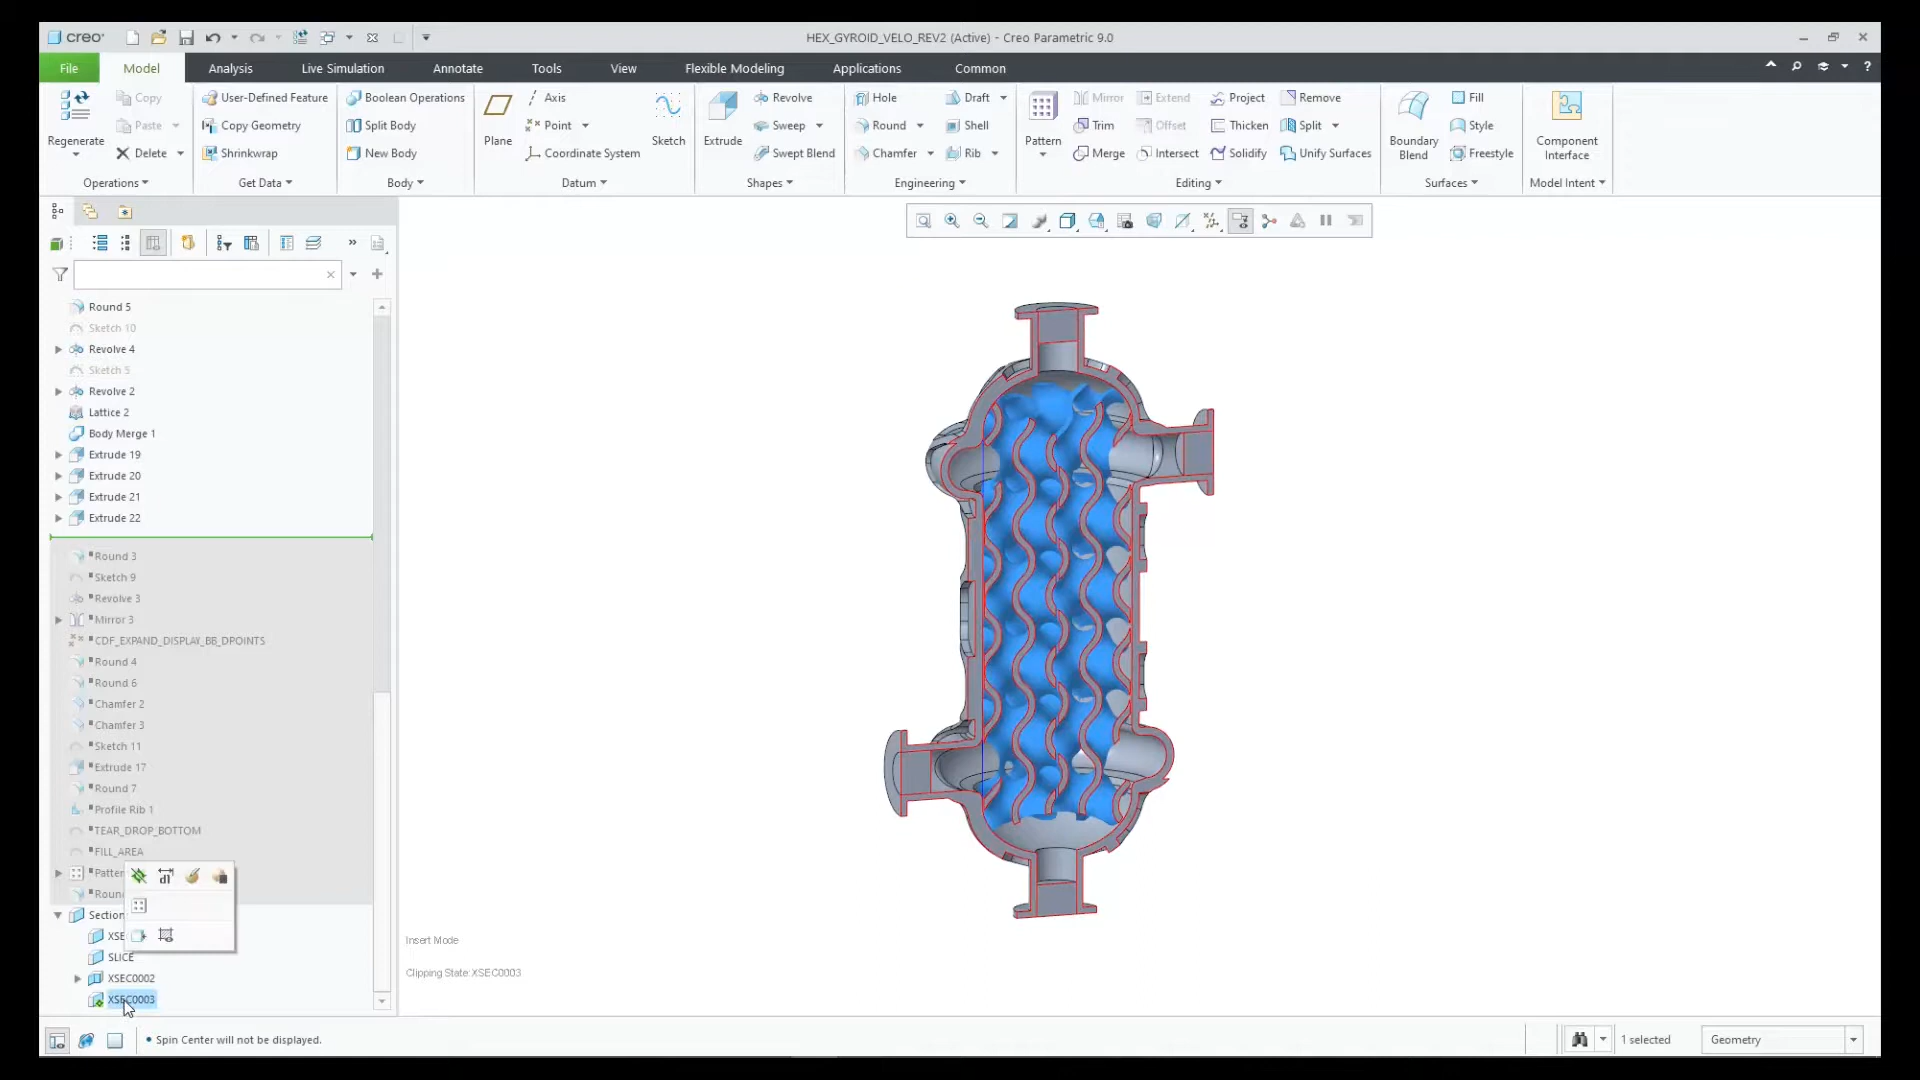 creo
HEX_GYROID_VELO_REV2 (Active) - Creo Parametric 9.0
File Model Analysis Live Simulation Annotate Tools View Flexible Modeling Applications Common
Regenerate
Copy
Paste
Delete
Operations
User-Defined Feature
Copy Geometry
Shrinkwrap
Get Data
Boolean Operations
Split Body
New Body
Body
Plane
Axis
Point
Coordinate System
Sketch
Datum
Extrude
Revolve
Sweep
Swept Blend
Shapes
Hole
Round
Chamfer
Draft
Shell
Rib
Engineering
Pattern
Mirror
Trim
Merge
Extend
Offset
Intersect
Project
Thicken
Solidify
Remove
Split
Unify Surfaces
Editing
Boundary
Blend
Fill
Style
Freestyle
Surfaces
Component
Interface
Model Intent
Round 5
Sketch 10
Revolve 4
Sketch 5
Revolve 2
Lattice 2
Body Merge 1
Extrude 19
Extrude 20
Extrude 21
Extrude 22
Round 3
Sketch 9
Revolve 3
Mirror 3
CDF_EXPAND_DISPLAY_BB_DPOINTS
Round 4
Round 6
Chamfer 2
Chamfer 3
Sketch 11
Extrude 17
Round 7
Profile Rib 1
TEAR_DROP_BOTTOM
FILL_AREA
Patter
Roun
Section
XSE
SLICE
XSEC0002
XSEC0003
Insert Mode
Clipping State:XSEC0003
• Spin Center will not be displayed.
1 selected
Geometry